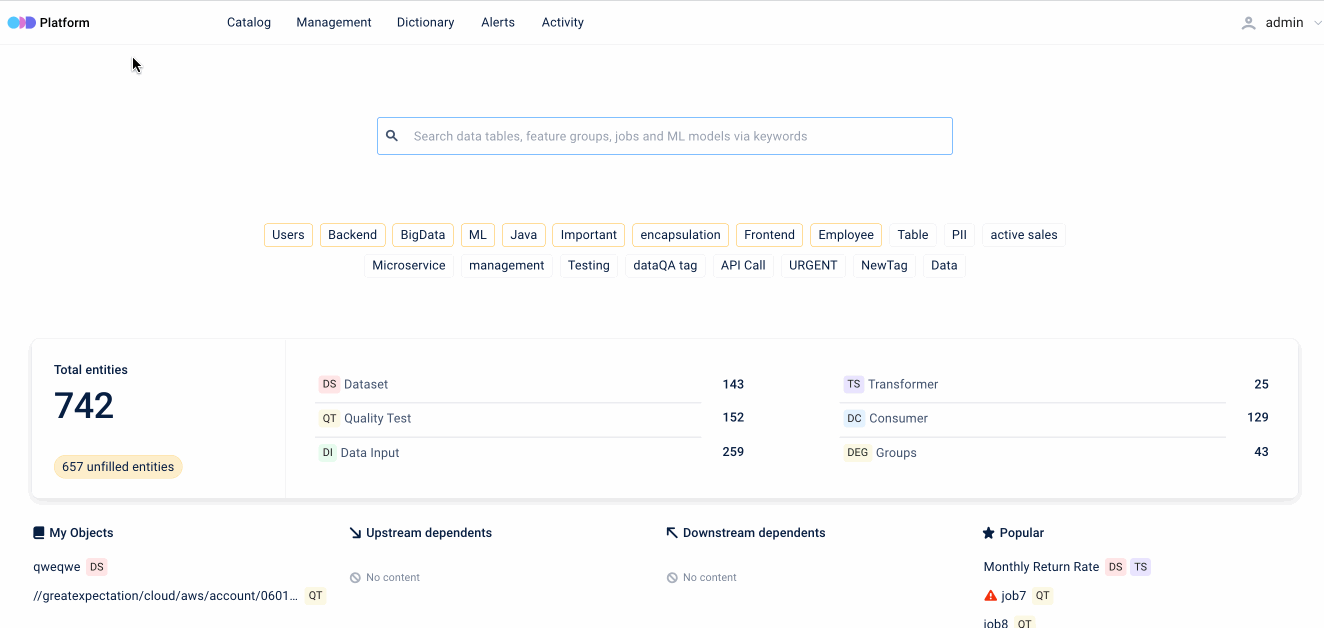 Platform Catalog Management Dictionary Alerts Activity admin
Search data tables, feature groups, jobs and ML models via keywords
Users Backend BigData ML Java Important encapsulation Frontend Employee Table PII active sales
Microservice management Testing dataQA tag API Call URGENT NewTag Data
Total entities
742
657 unfilled entities
DS Dataset 143
QT Quality Test 152
DI Data Input 259
TS Transformer 25
DC Consumer 129
DEG Groups 43
My Objects
qweqwe DS
//greatexpectation/cloud/aws/account/0601... QT
Upstream dependents
No content
Downstream dependents
No content
Popular
Monthly Return Rate DS TS
job7 QT
job8 QT